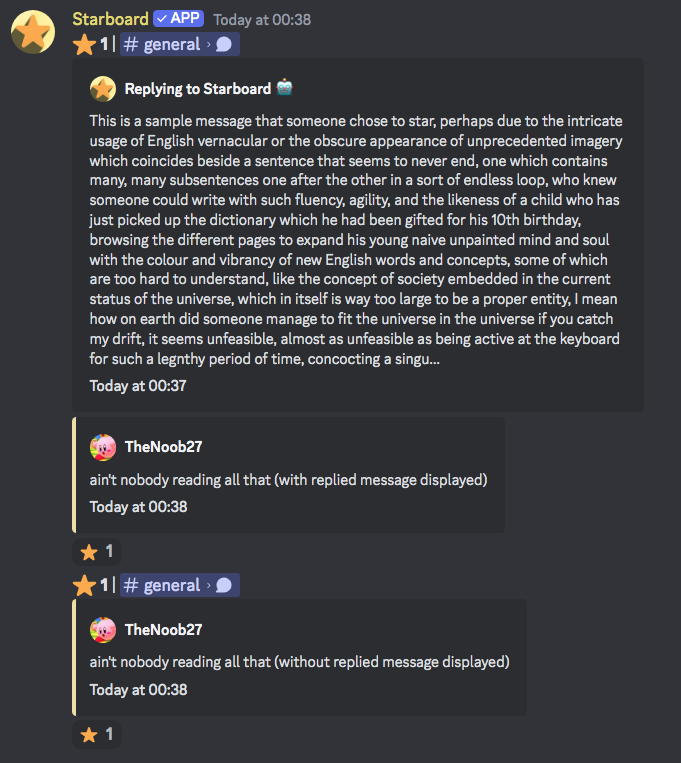 Starboard ✓ APP Today at 00:38
⭐ 1 | # general › 💬
Replying to Starboard 🤖
This is a sample message that someone chose to star, perhaps due to the intricate
usage of English vernacular or the obscure appearance of unprecedented imagery
which coincides beside a sentence that seems to never end, one which contains
many, many subsentences one after the other in a sort of endless loop, who knew
someone could write with such fluency, agility, and the likeness of a child who has
just picked up the dictionary which he had been gifted for his 10th birthday,
browsing the different pages to expand his young naive unpainted mind and soul
with the colour and vibrancy of new English words and concepts, some of which
are too hard to understand, like the concept of society embedded in the current
status of the universe, which in itself is way too large to be a proper entity, I mean
how on earth did someone manage to fit the universe in the universe if you catch
my drift, it seems unfeasible, almost as unfeasible as being active at the keyboard
for such a legnthy period of time, concocting a singu...
Today at 00:37
TheNoob27
ain't nobody reading all that (with replied message displayed)
Today at 00:38
⭐ 1
⭐ 1 | # general › 💬
TheNoob27
ain't nobody reading all that (without replied message displayed)
Today at 00:38
⭐ 1